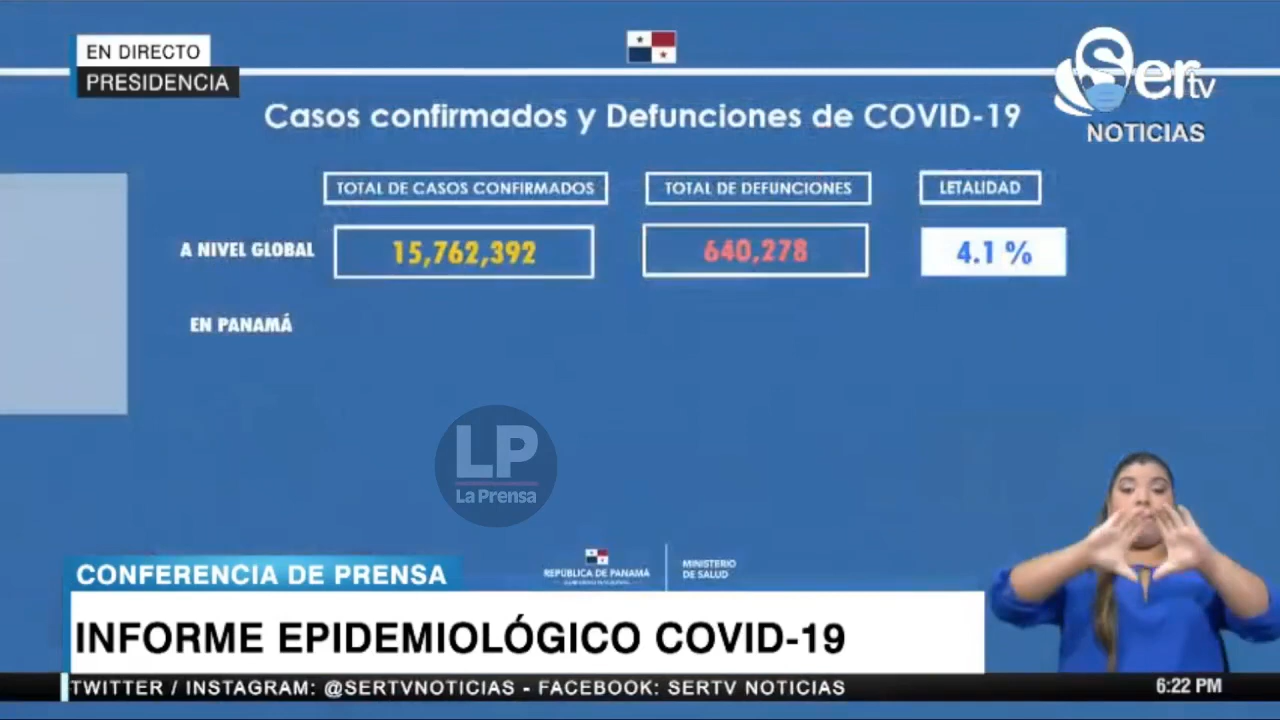 EN DIRECTO
PRESIDENCIA
Ser tv
NOTICIAS
Casos confirmados y Defunciones de COVID-19
TOTAL DE CASOS CONFIRMADOS
TOTAL DE DEFUNCIONES
LETALIDAD
A NIVEL GLOBAL
15,762,392
640,278
4.1 %
EN PANAMÁ
LP
La Prensa
REPÚBLICA DE PANAMÁ
MINISTERIO
DE SALUD
CONFERENCIA DE PRENSA
INFORME EPIDEMIOLÓGICO COVID-19
TWITTER / INSTAGRAM: @SERTVNOTICIAS - FACEBOOK: SERTV NOTICIAS
6:22 PM